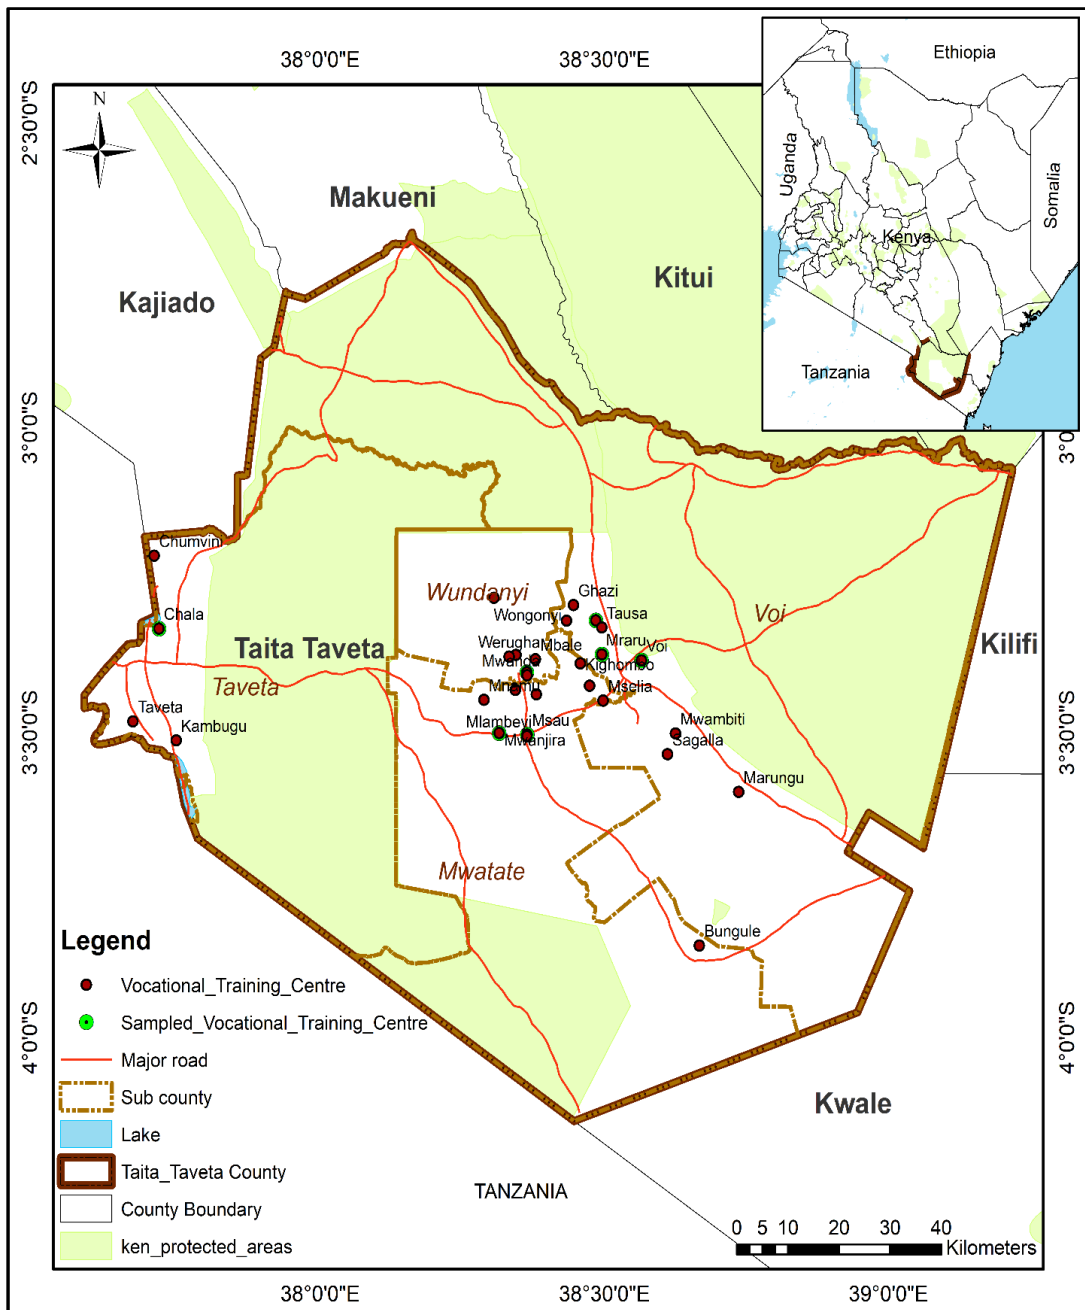 38°0'0"E
38°30'0"E
2°30'0"S
3°0'0"S
3°30'0"S
4°0'0"S
N
Ethiopia
Uganda
Somalia
Kenya
Tanzania
Makueni
Kitui
Kajiado
Chumvini
Chala
Wundanyi
Ghazi
Wongonyi
Tausa
Voi
Taita Taveta
Werugha
Mbale
Mraru
Voi
Kilifi
Kighombo
Taveta
Mselia
Taveta
Kambugu
Mlambeyi
Msau
Mwanjira
Mwambiti
Sagalla
Marungu
Mwatate
Bungule
Kwale
TANZANIA
Legend
Vocational_Training_Centre
Sampled_Vocational_Training_Centre
Major road
Sub county
Lake
Taita_Taveta County
County Boundary
ken_protected_areas
0 5 10 20 30 40
Kilometers
3°0'0"S
3°30'0"S
4°0'0"S
38°0'0"E
38°30'0"E
39°0'0"E